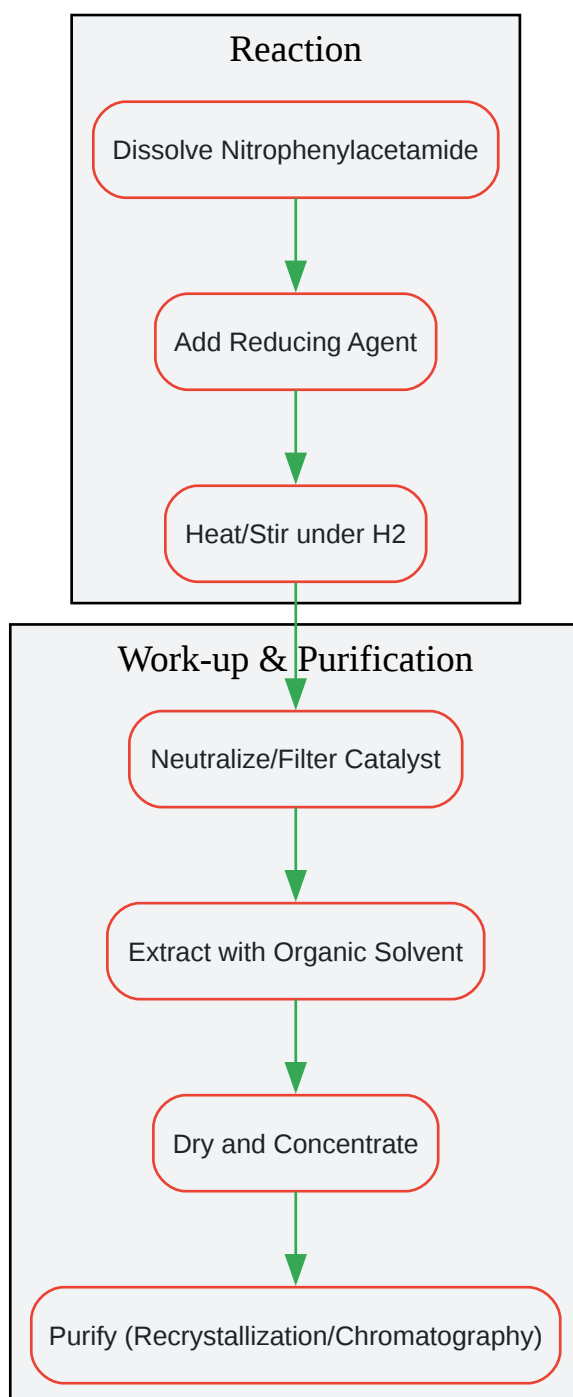 Reaction
Dissolve Nitrophenylacetamide
Add Reducing Agent
Heat/Stir under H2
Work-up & Purification
Neutralize/Filter Catalyst
Extract with Organic Solvent
Dry and Concentrate
Purify (Recrystallization/Chromatography)